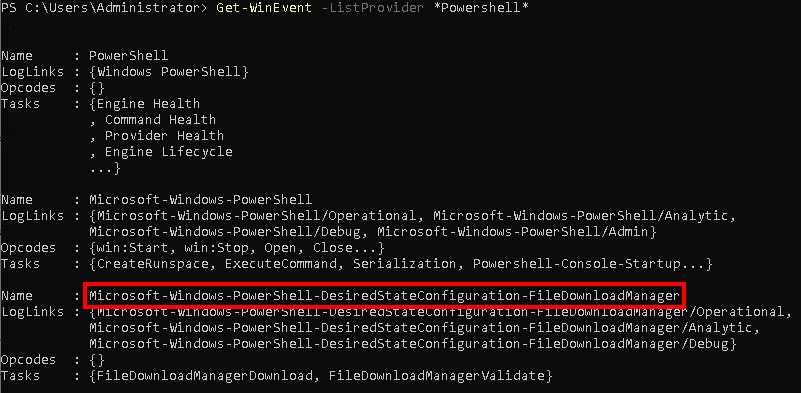 PS C:\Users\Administrator> Get-WinEvent -ListProvider *Powershell*
Name     : PowerShell
LogLinks : {Windows PowerShell}
Opcodes  : {}
Tasks    : {Engine Health
           , Command Health
           , Provider Health
           , Engine Lifecycle
           ...}
Name     : Microsoft-Windows-PowerShell
LogLinks : {Microsoft-Windows-PowerShell/Operational, Microsoft-Windows-PowerShell/Analytic,
           Microsoft-Windows-PowerShell/Debug, Microsoft-Windows-PowerShell/Admin}
Opcodes  : {win:Start, win:Stop, Open, Close...}
Tasks    : {CreateRunspace, ExecuteCommand, Serialization, Powershell-Console-Startup...}
Name     : Microsoft-Windows-PowerShell-DesiredStateConfiguration-FileDownloadManager
LogLinks : {Microsoft-Windows-PowerShell-DesiredStateConfiguration-FileDownloadManager/Operational,
           Microsoft-Windows-PowerShell-DesiredStateConfiguration-FileDownloadManager/Analytic,
           Microsoft-Windows-PowerShell-DesiredStateConfiguration-FileDownloadManager/Debug}
Opcodes  : {}
Tasks    : {FileDownloadManagerDownload, FileDownloadManagerValidate}